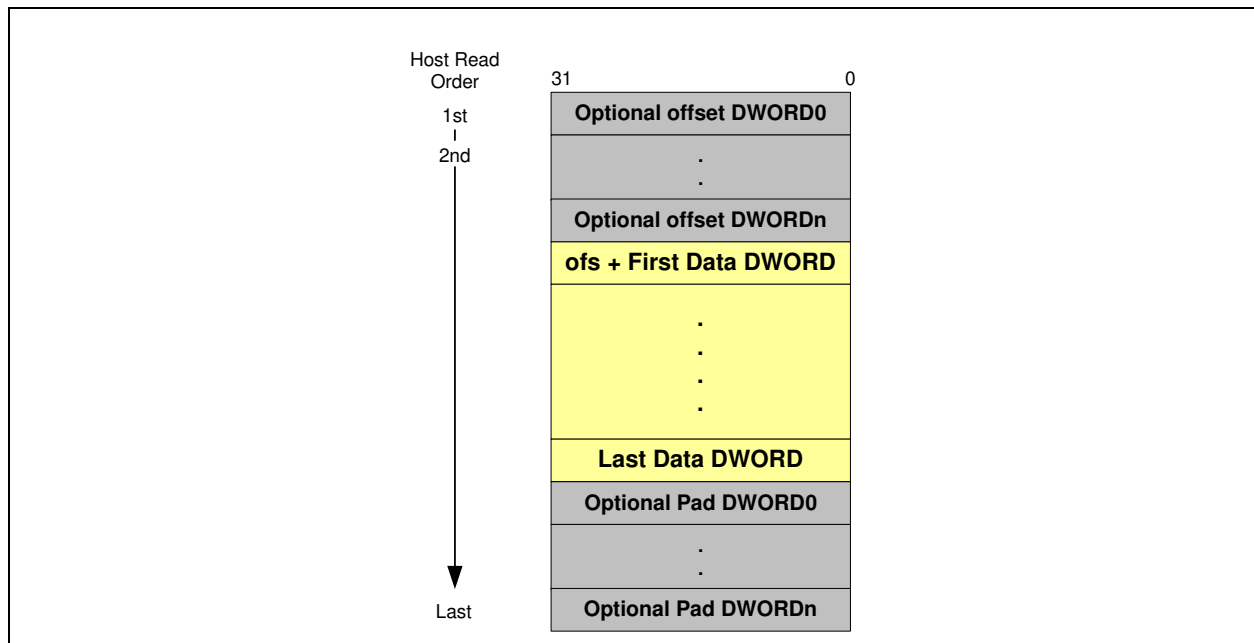 Host Read
Order
31 0
1st
Optional offset DWORD0
2nd
.
.
Optional offset DWORDn
ofs + First Data DWORD
.
.
.
.
Last Data DWORD
Optional Pad DWORD0
.
.
Last
Optional Pad DWORDn